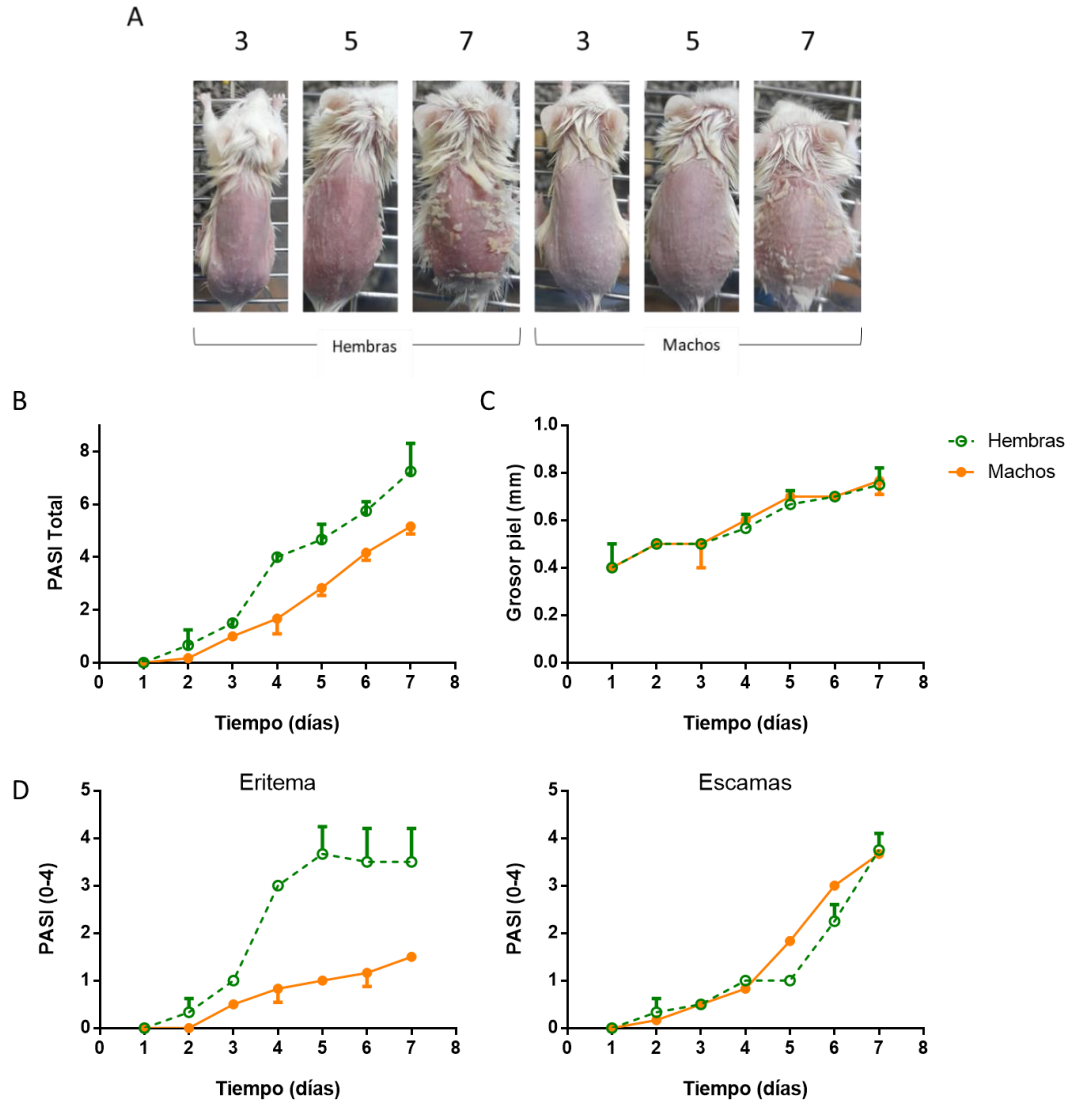 A
3 5 7 3 5 7
Hembras Machos
B
PASI Total
8
6
4
2
0
0 1 2 3 4 5 6 7 8
Tiempo (días)
C
Grosor piel (mm)
1.0
0.8
0.6
0.4
0.2
0.0
0 1 2 3 4 5 6 7 8
Tiempo (días)
Hembras
Machos
D
Eritema
PASI (0-4)
5
4
3
2
1
0
0 1 2 3 4 5 6 7 8
Tiempo (días)
Escamas
PASI (0-4)
5
4
3
2
1
0
0 1 2 3 4 5 6 7 8
Tiempo (días)